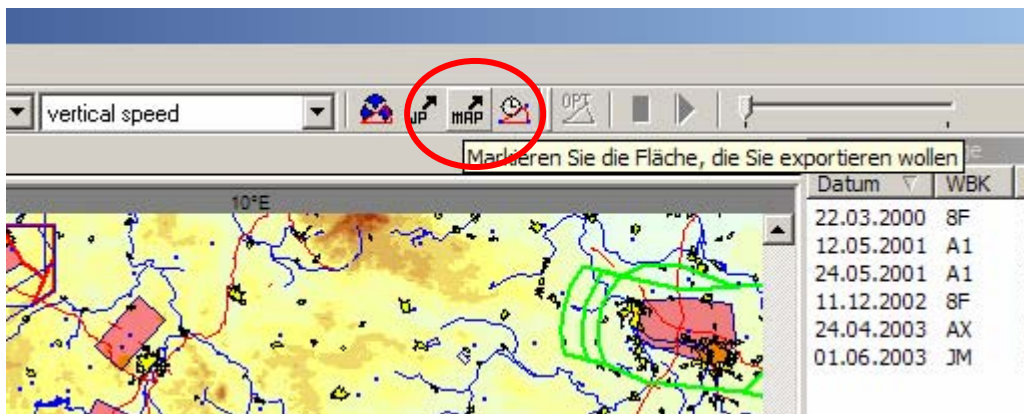 vertical speed
WP
MAP
OPT
Markieren Sie die Fläche, die Sie exportieren wollen
10°E
Datum WBK
22.03.2000 8F
12.05.2001 A1
24.05.2001 A1
11.12.2002 8F
24.04.2003 AX
01.06.2003 JM